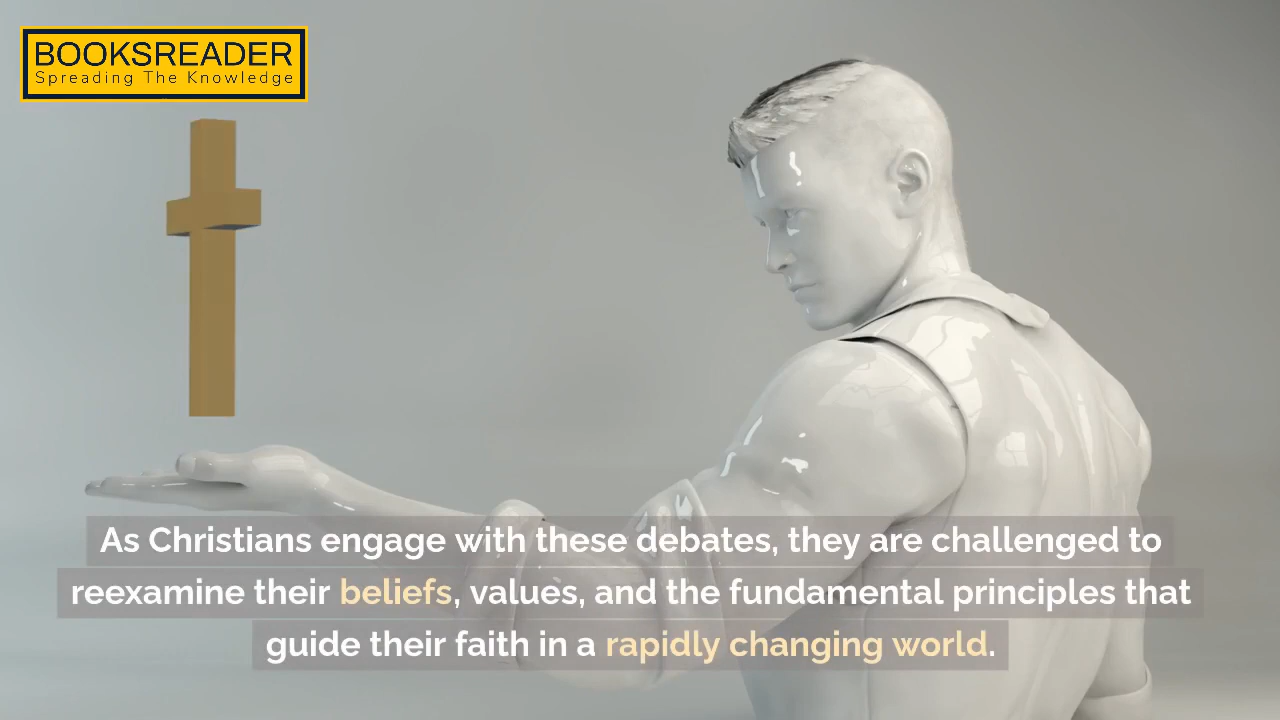 BOOKSREADER
Spreading The Knowledge
As Christians engage with these debates, they are challenged to
reexamine their beliefs, values, and the fundamental principles that
guide their faith in a rapidly changing world.